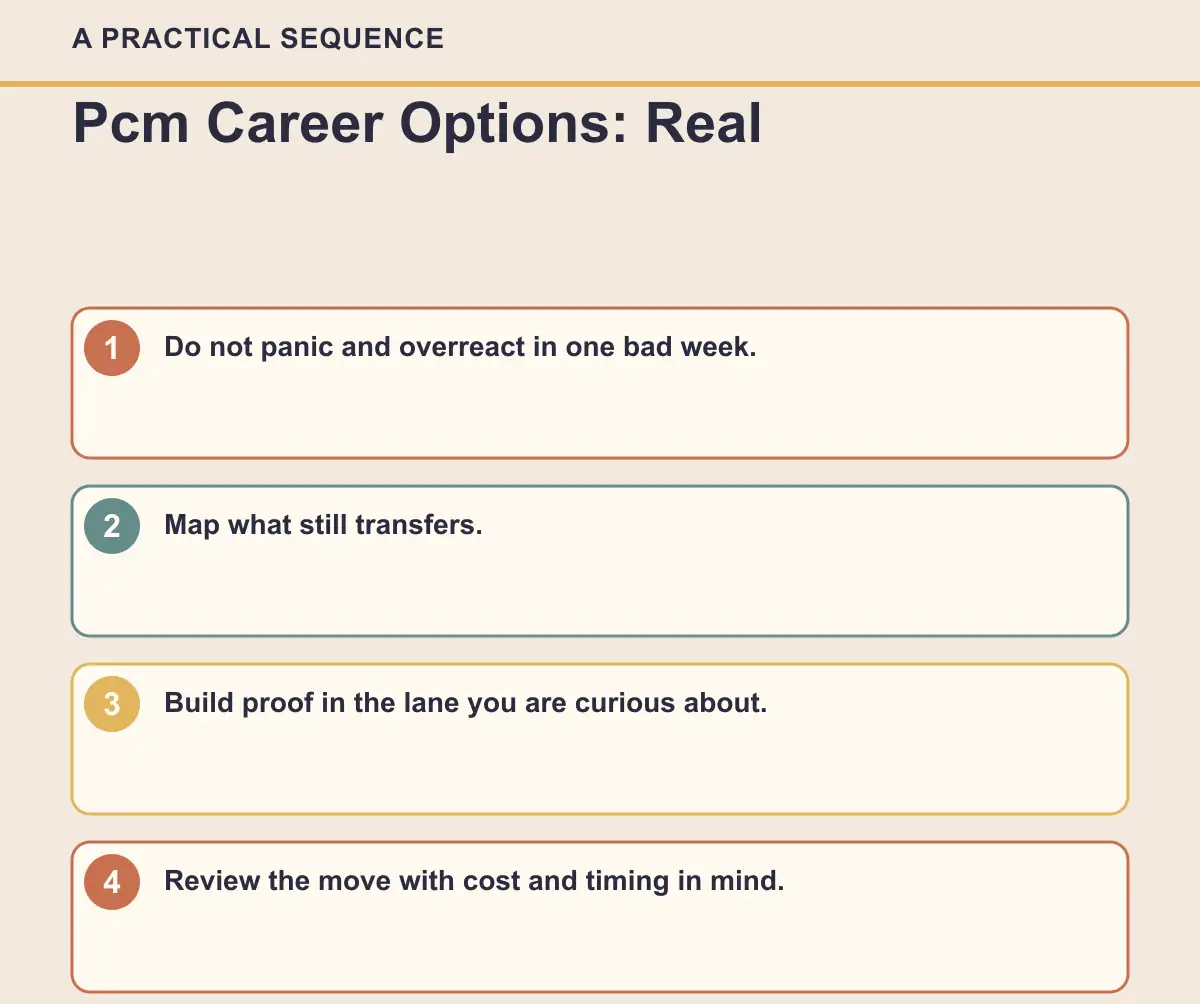 A PRACTICAL SEQUENCE
Pcm Career Options: Real
1 Do not panic and overreact in one bad week.
2 Map what still transfers.
3 Build proof in the lane you are curious about.
4 Review the move with cost and timing in mind.